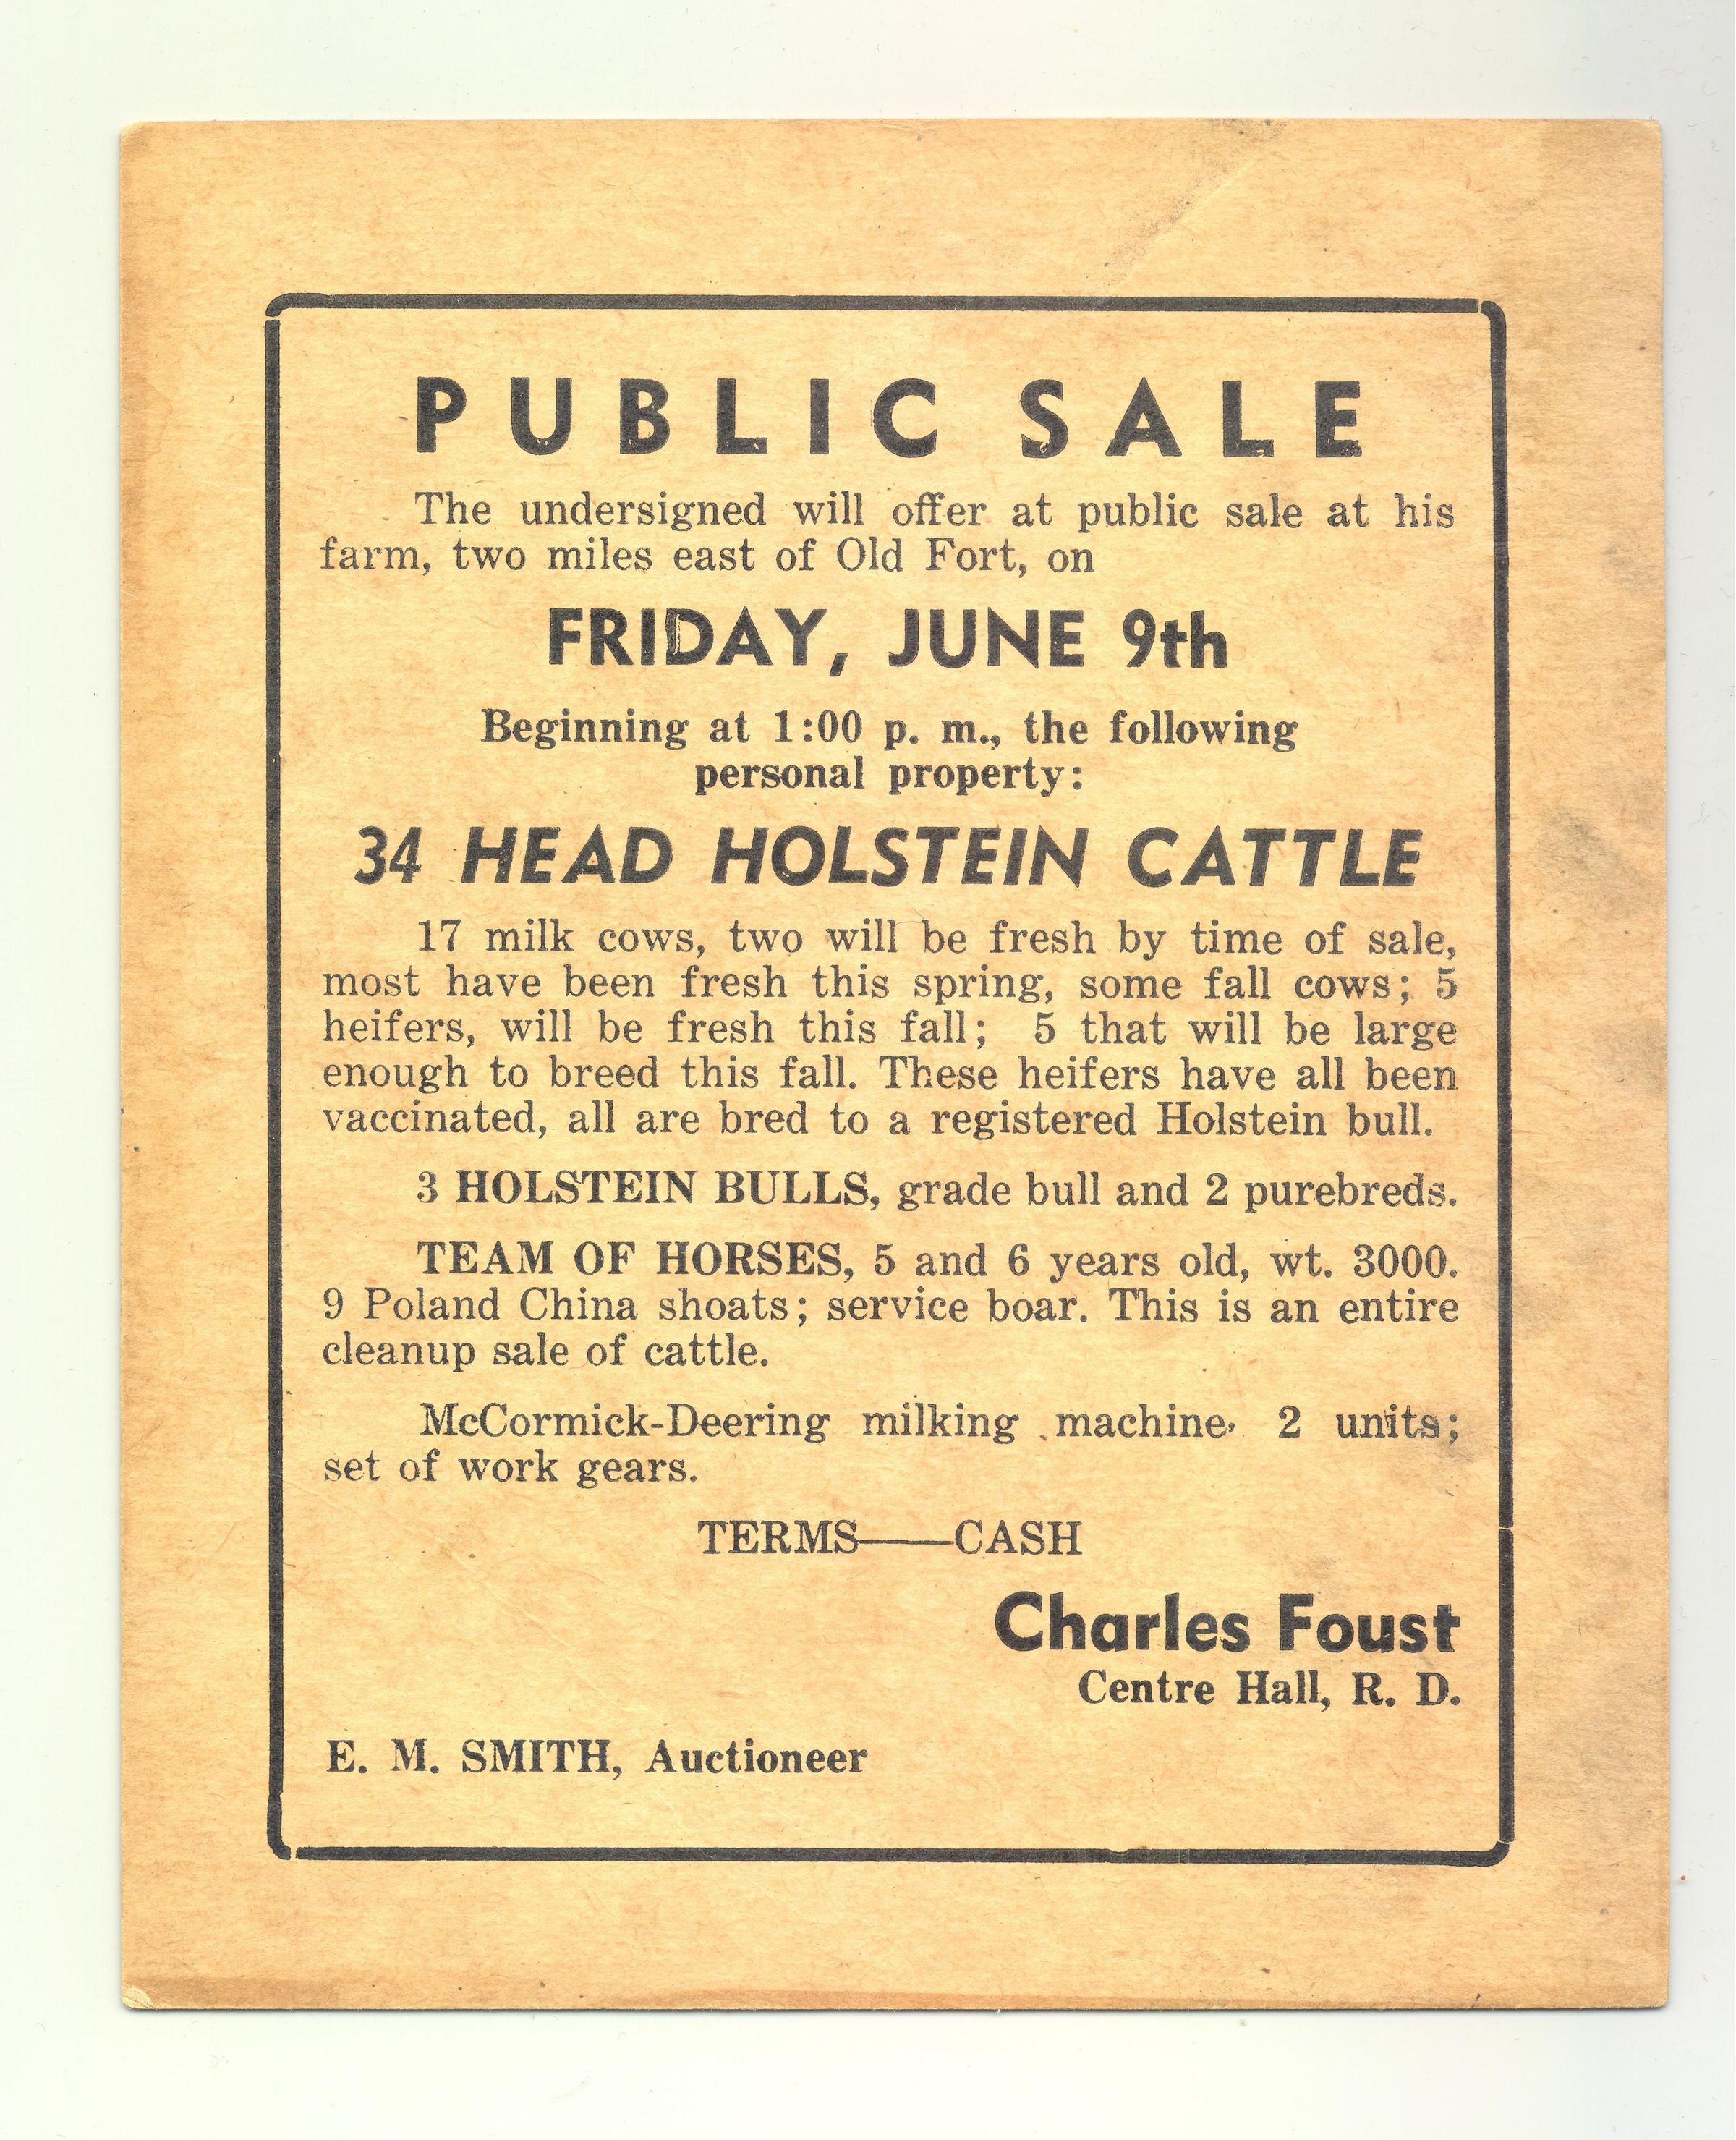 PUBLIC SALE
The undersigned will offer at public sale at his
farm, two miles east of Old Fort, on
FRIDAY, JUNE 9th
Beginning at 1:00 p. m., the following
personal property:
34 HEAD HOLSTEIN CATTLE
17 milk cows, two will be fresh by time of sale,
most have been fresh this spring, some fall cows; 5
heifers, will be fresh this fall; 5 that will be large
enough to breed this fall. These heifers have all been
vaccinated, all are bred to a registered Holstein bull.
3 HOLSTEIN BULLS, grade bull and 2 purebreds.
TEAM OF HORSES, 5 and 6 years old, wt. 3000.
9 Poland China shoats; service boar. This is an entire
cleanup sale of cattle.
McCormick-Deering milking machine, 2 units;
set of work gears.
TERMS——CASH
Charles Foust
Centre Hall, R. D.
E. M. SMITH, Auctioneer